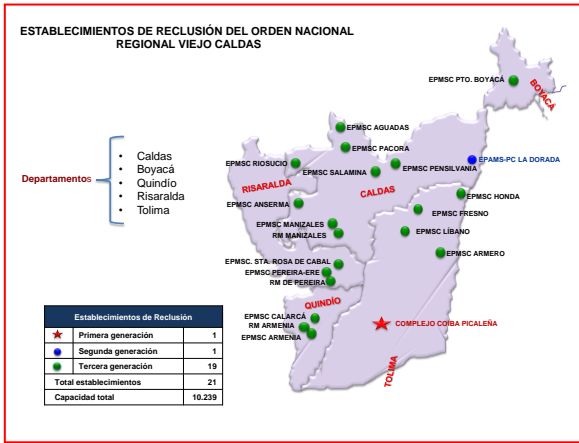 ESTABLECIMIENTOS DE RECLUSIÓN DEL ORDEN NACIONAL
REGIONAL VIEJO CALDAS
EPMSC PTO. BOYACÁ
BOYACÁ
EPMSC AGUADAS
EPMSC PACORA
EPMSC RIOSUCIO
EPMSC SALAMINA
EPMSC PENSILVANIA
EPAMS-PC LA DORADA
RISARALDA
CALDAS
EPMSC HONDA
EPMSC ANSERMA
EPMSC FRESNO
EPMSC MANIZALES
RM MANIZALES
EPMSC LÍBANO
EPMSC ARMERO
EPMSC. STA. ROSA DE CABAL
EPMSC PEREIRA-ERE
RM DE PEREIRA
QUINDÍO
EPMSC CALARCÁ
RM ARMENIA
EPMSC ARMENIA
COMPLEJO COIBA PICALEÑA
TOLIMA
Departamentos
• Caldas
• Boyacá
• Quindío
• Risaralda
• Tolima
Establecimientos de Reclusión
Primera generación 1
Segunda generación 1
Tercera generación 19
Total establecimientos 21
Capacidad total 10.239